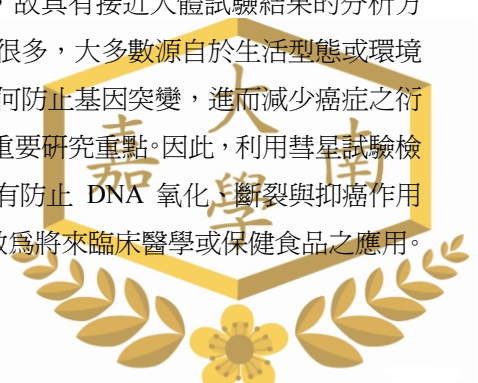 故具有接近人體試驗結果的分析方
很多，大多數源自於生活型態或環境
何防止基因突變，進而減少癌症之衍
重要研究重點。因此，利用彗星試驗檢
有防止 DNA 氧化、斷裂與抑癌作用
效為將來臨床醫學或保健食品之應用。
嘉 大 南
學